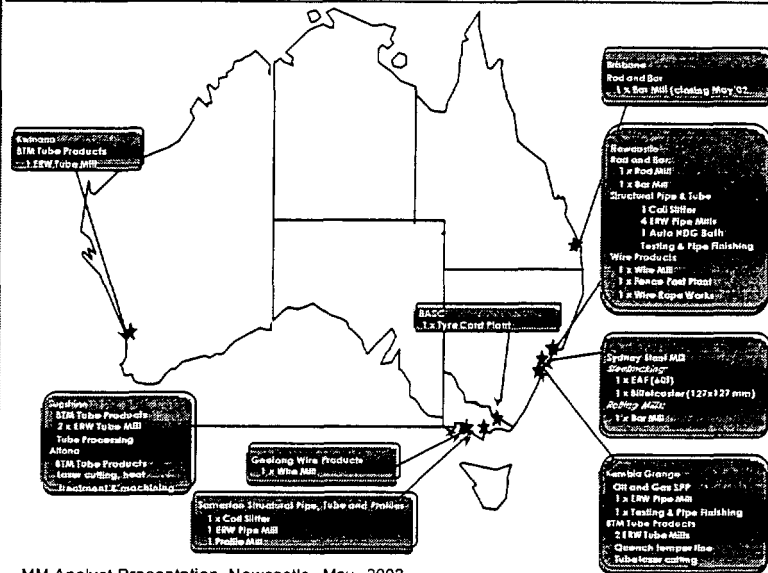 Brisbane
Rod and Bar
1 x Bar Mill (closing May'02
Kwinana
BTM Tube Products
1 ERW Tube Mill
Newcastle
Rod and Bar:
1 x Rod Mill
1 x Bar Mill
Structural Pipe & Tube
1 Coil Slitter
4 ERW Pipe Mills
1 Auto HDG Bath
Testing & Pipe Finishing
Wire Products
1 x Wire Mill
1 x Fence Post Plant
1 x Wire Rope Works
BASC
1 x Tyre Cord Plant
Sydney Steel Mill
Steelmaking
1 x EAF (60t)
1 x Billetcaster (127x127 mm)
Rolling Mills:
1 x Bar Mill
Sunshine
BTM Tube Products
2 x ERW Tube Mill
Tube Processing
Altona
BTM Tube Products
Laser cutting, heat
treatment & machining
Geelong Wire Products
1 x Wire Mill
Somerton Structural Pipe, Tube and Profiles
1 x Coil Slitter
1 ERW Pipe Mill
1 Profile Mill
Kembla Grange
Oil and Gas SPP
1 x ERW Pipe Mill
1 x Testing & Pipe Finishing
BTM Tube Products
2 ERW Tube Mills
Quench temper line
Tube laser cutting
MM Analyst Presentation, Newcastle, May, 2002